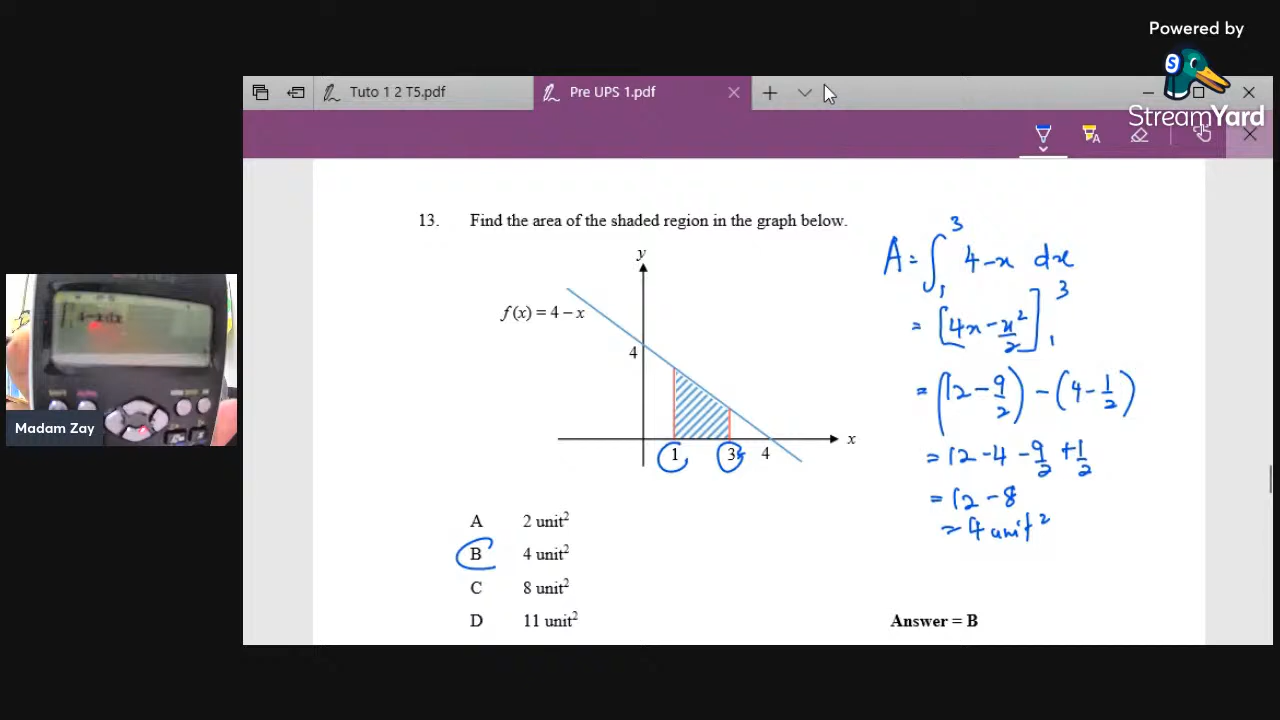 Powered by
StreamYard
Tuto 1 2 T5.pdf
Pre UPS 1.pdf
13. Find the area of the shaded region in the graph below.
y
f(x) = 4 – x
4
1 3 4 x
A 2 unit²
B 4 unit²
C 8 unit²
D 11 unit²
A = ∫₁³ 4-x dx
= [4x - x²/2]₁³
= (12 - 9/2) - (4 - 1/2)
= 12 - 4 - 9/2 + 1/2
= 12 - 8
= 4 unit²
Answer = B
4-xdx
Madam Zay